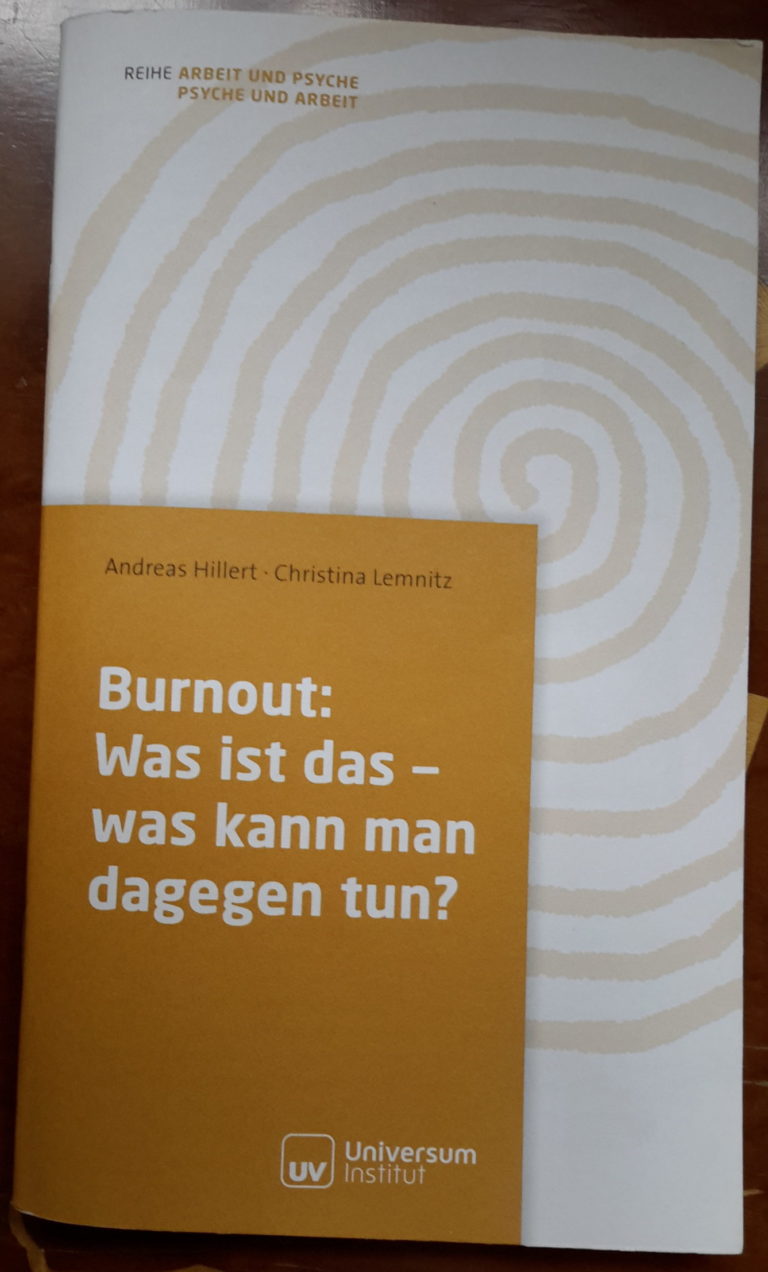 REIHE ARBEIT UND PSYCHE
PSYCHE UND ARBEIT
Andreas Hillert · Christina Lemnitz
Burnout:
Was ist das –
was kann man
dagegen tun?
UV
Universum
Institut